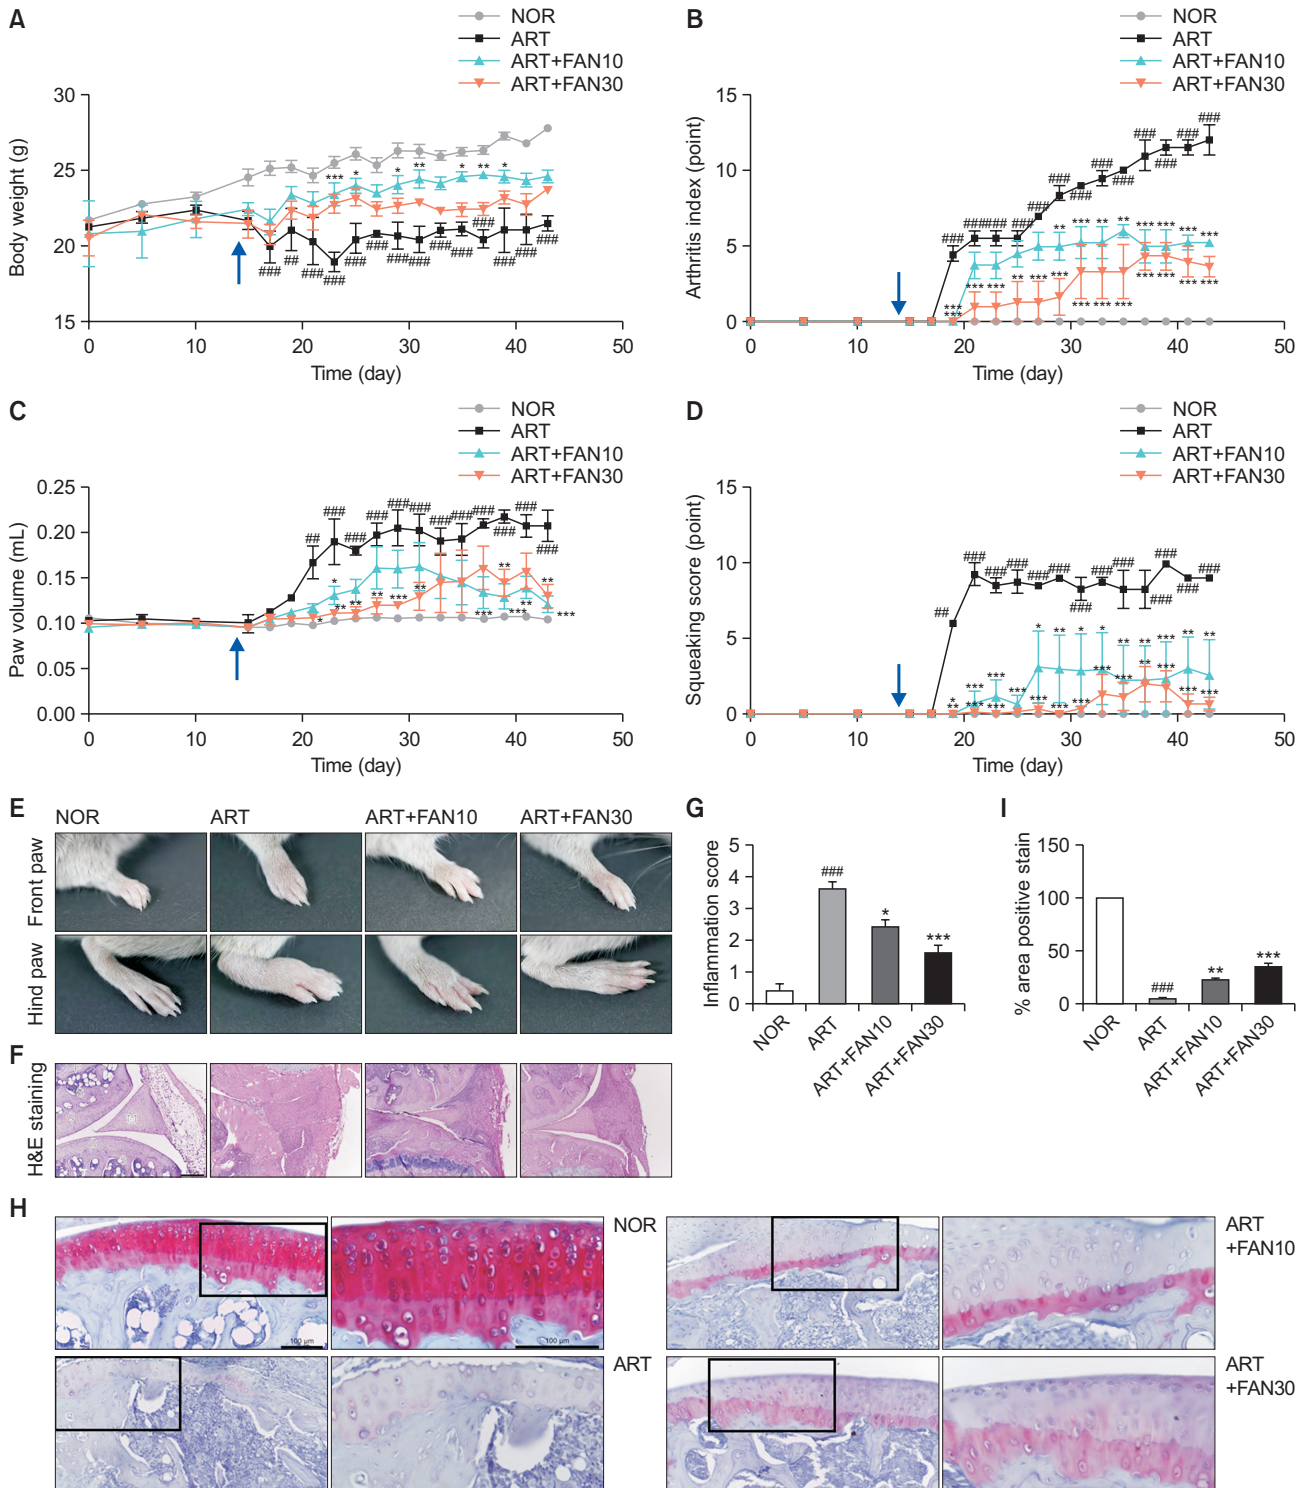 A
NOR
ART
ART+FAN10
ART+FAN30
Body weight (g)
30
25
20
15
*** * * ** * ** *
### ## ### ### ### ### ### ### ### ### ### ### ### ###
0 10 20 30 40 50
Time (day)
B
NOR
ART
ART+FAN10
ART+FAN30
Arthritis index (point)
15
10
5
0
### ### ### ### ### ### ### ### ### ### ### ### ###
** ** ** ** *** *** ** ***
*** *** *** *** ** ** ** *** *** *** *** *** *** ***
0 10 20 30 40 50
Time (day)
C
NOR
ART
ART+FAN10
ART+FAN30
Paw volume (mL)
0.25
0.20
0.15
0.10
0.05
0.00
## ### ### ### ### ### ### ### ### ### ### ###
* ** **
* ** ** ** *** ** *** *** ** ***
0 10 20 30 40 50
Time (day)
D
NOR
ART
ART+FAN10
ART+FAN30
Squeaking score (point)
15
10
5
0
## ### ### ### ### ### ### ### ### ### ### ### ###
* ** * * ** ** *** ** **
* ** *** *** *** *** *** *** *** *** *** ** *** *** ***
0 10 20 30 40 50
Time (day)
E
NOR ART ART+FAN10 ART+FAN30
Front paw
Hind paw
F
H&E staining
G
Inflammation score
5
4
3
2
1
0
###
*
***
NOR
ART
ART+FAN10
ART+FAN30
I
% area positive stain
150
100
50
0
###
**
***
NOR
ART
ART+FAN10
ART+FAN30
H
NOR
100 μm
100 μm
ART
+FAN10
ART
ART
+FAN30